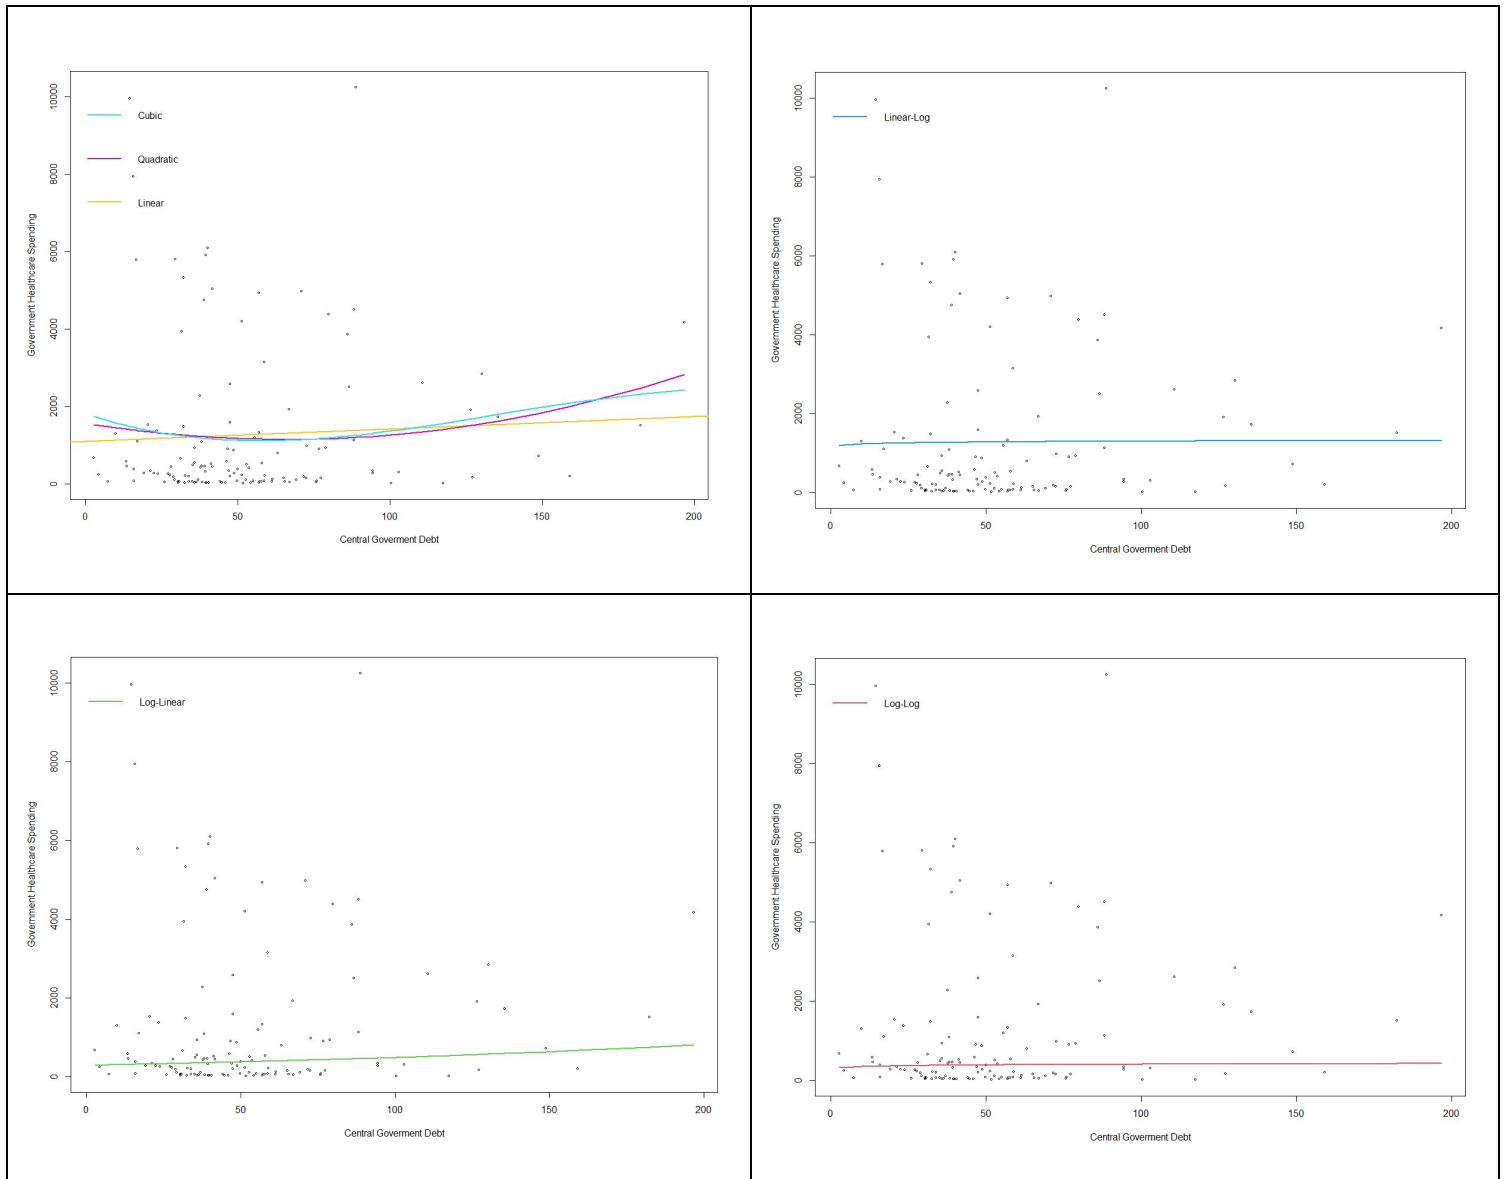 10000
8000
6000
4000
2000
0
Government Healthcare Spending
Cubic
Quadratic
Linear
0 50 100 150 200
Central Goverment Debt
10000
8000
6000
4000
2000
0
Government Healthcare Spending
Linear-Log
0 50 100 150 200
Central Goverment Debt
10000
8000
6000
4000
2000
0
Government Healthcare Spending
Log-Linear
0 50 100 150 200
Central Goverment Debt
10000
8000
6000
4000
2000
0
Government Healthcare Spending
Log-Log
0 50 100 150 200
Central Goverment Debt